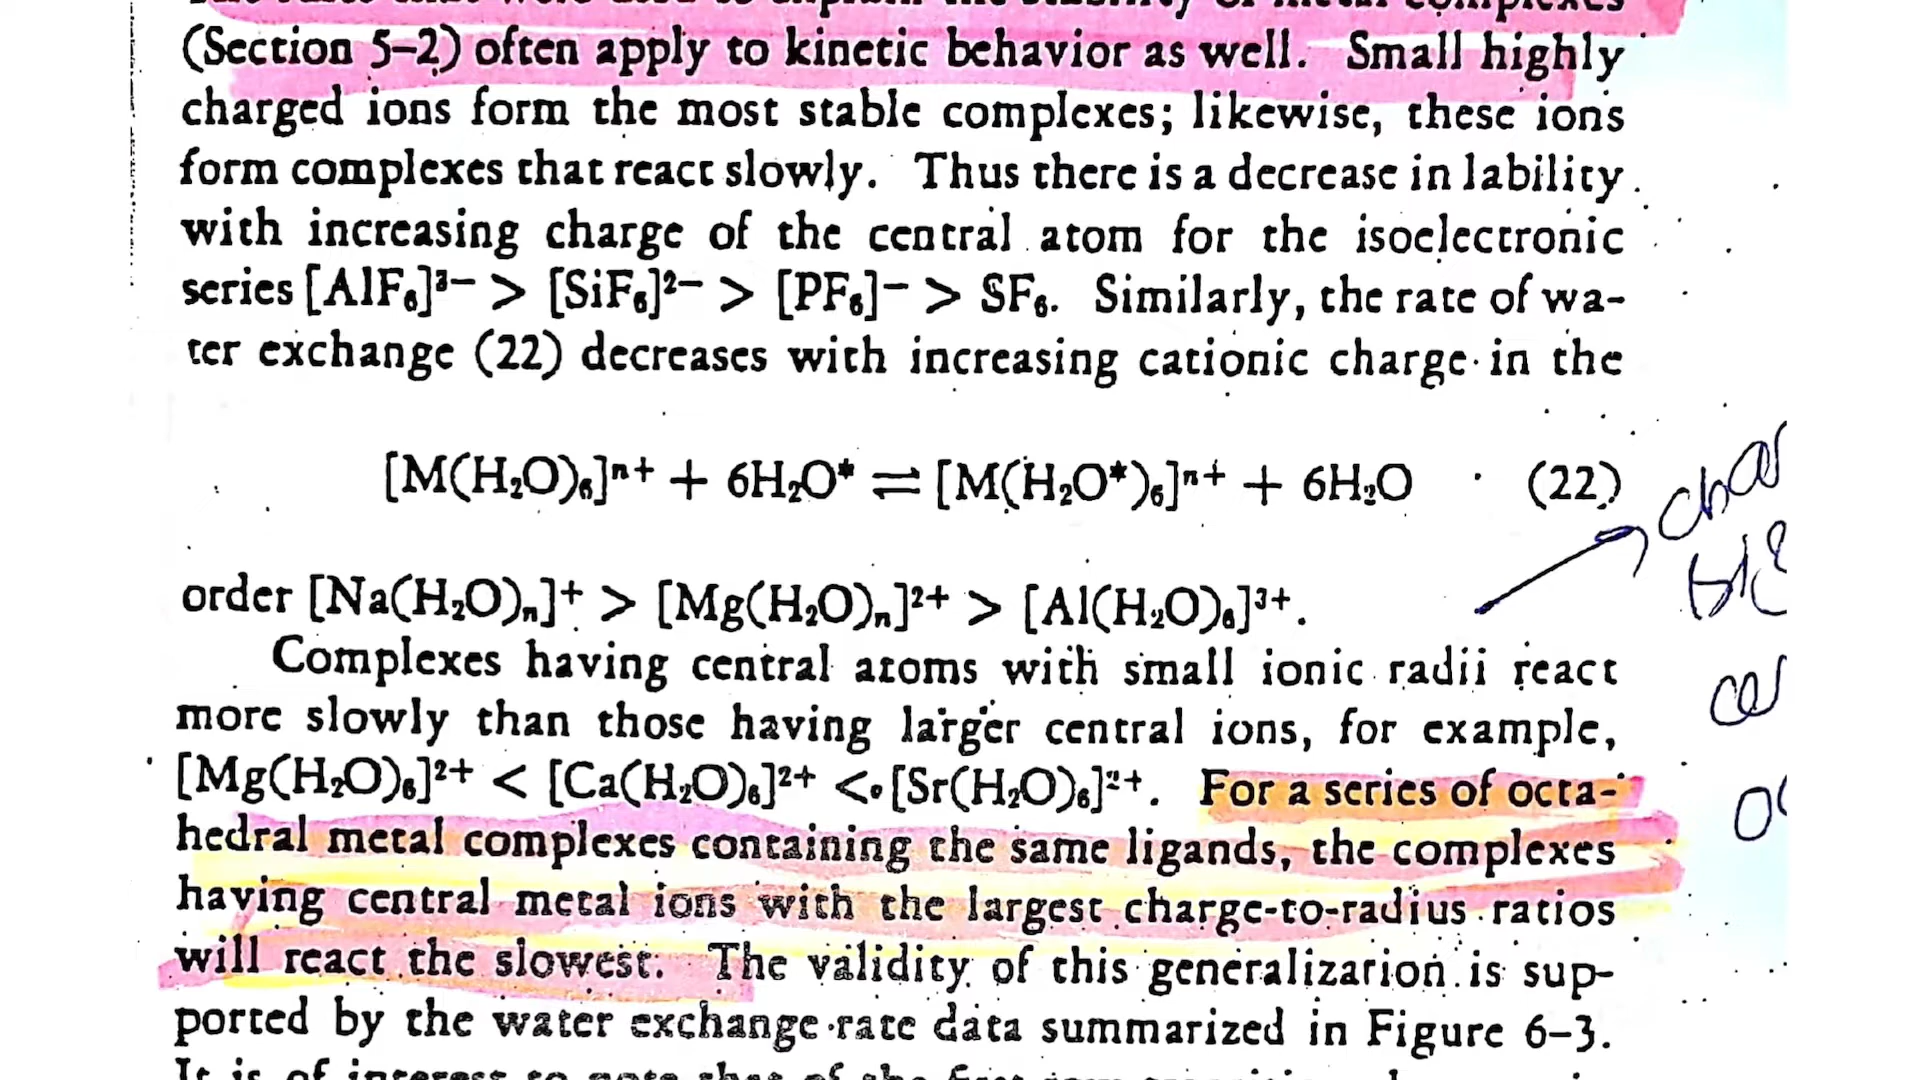 (Section 5–2) often apply to kinetic behavior as well. Small highly
charged ions form the most stable complexes; likewise, these ions
form complexes that react slowly. Thus there is a decrease in lability
with increasing charge of the central atom for the isoelectronic
series [AlF₆]³⁻ > [SiF₆]²⁻ > [PF₆]⁻ > SF₆. Similarly, the rate of wa-
ter exchange (22) decreases with increasing cationic charge in the
[M(H₂O)₆]ⁿ⁺ + 6H₂O* ⇌ [M(H₂O*)₆]ⁿ⁺ + 6H₂O (22)
order [Na(H₂O)ₙ]⁺ > [Mg(H₂O)ₙ]²⁺ > [Al(H₂O)₆]³⁺.
Complexes having central atoms with small ionic radii react
more slowly than those having larger central ions, for example,
[Mg(H₂O)₆]²⁺ < [Ca(H₂O)₆]²⁺ < [Sr(H₂O)₆]²⁺. For a series of octa-
hedral metal complexes containing the same ligands, the complexes
having central metal ions with the largest charge-to-radius ratios
will react the slowest. The validity of this generalization is sup-
ported by the water exchange rate data summarized in Figure 6–3.